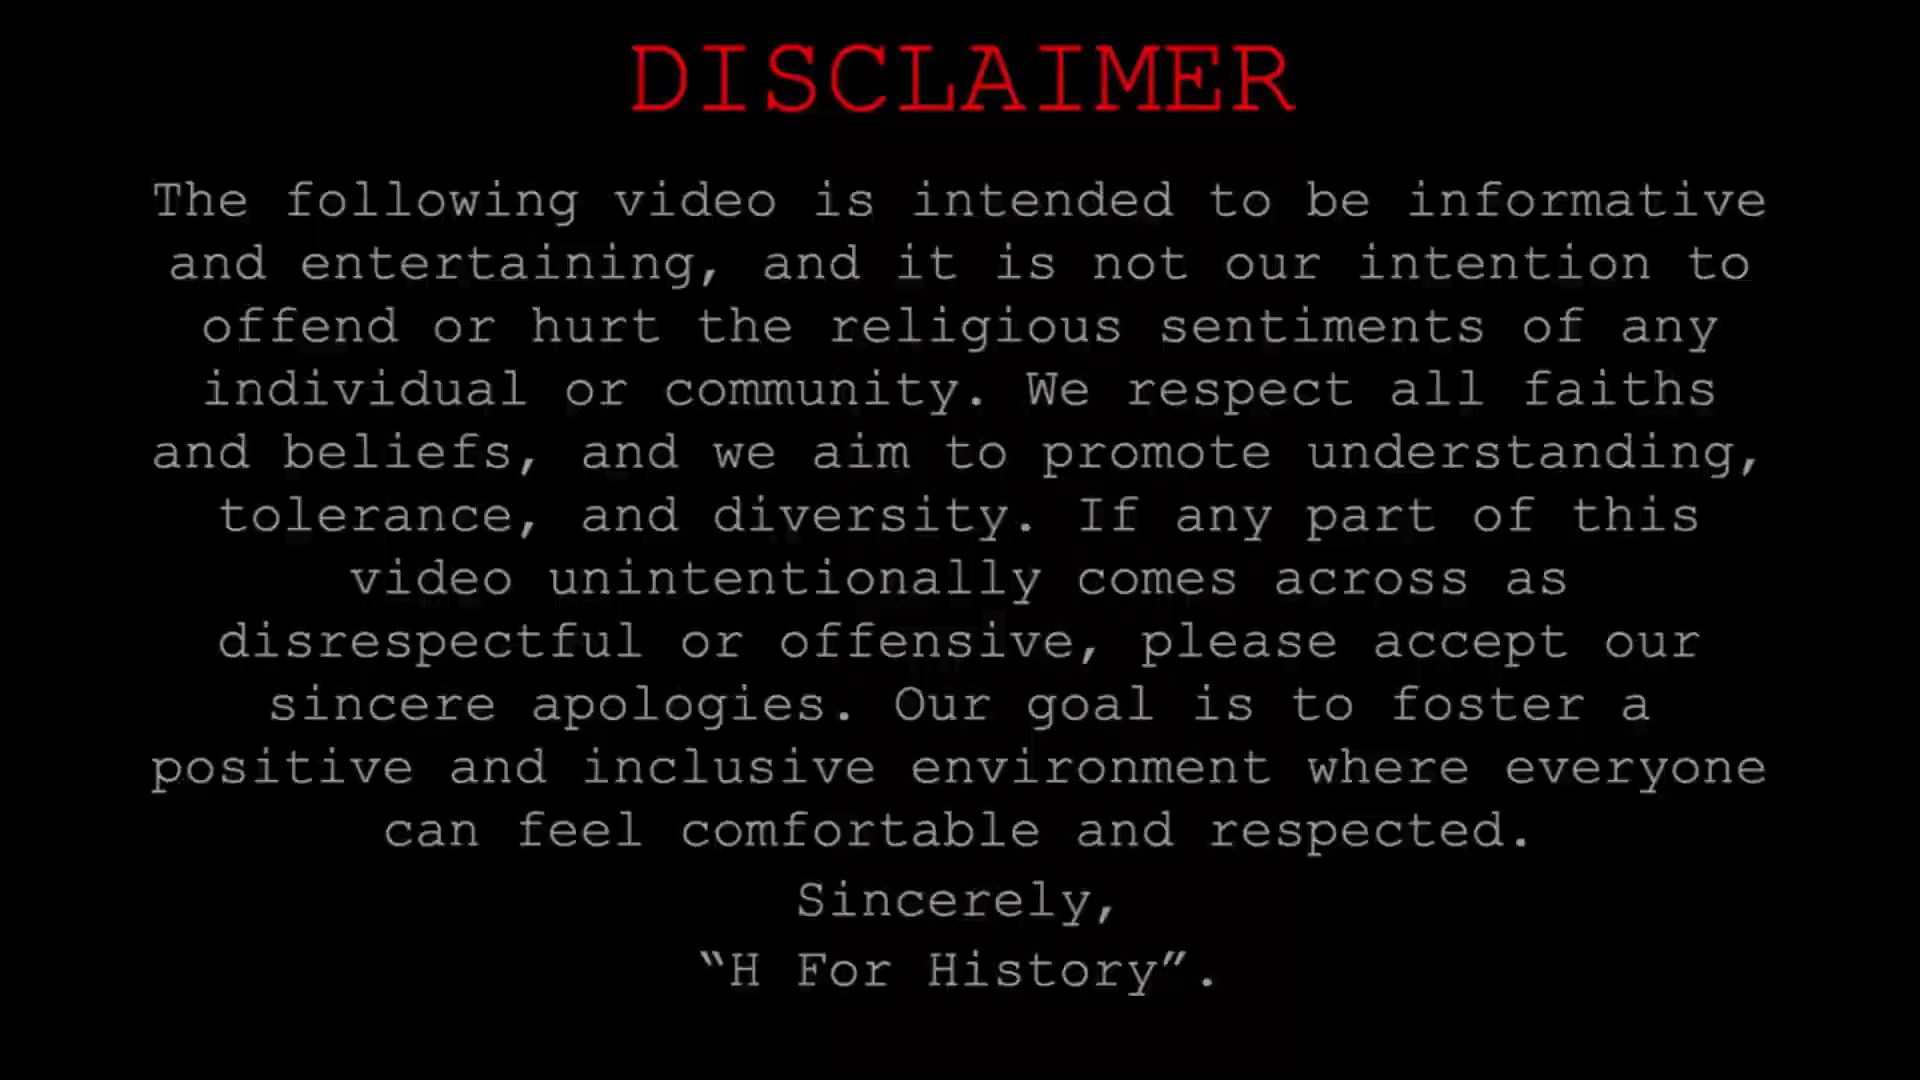 DISCLAIMER
The following video is intended to be informative
and entertaining, and it is not our intention to
offend or hurt the religious sentiments of any
individual or community. We respect all faiths
and beliefs, and we aim to promote understanding,
tolerance, and diversity. If any part of this
video unintentionally comes across as
disrespectful or offensive, please accept our
sincere apologies. Our goal is to foster a
positive and inclusive environment where everyone
can feel comfortable and respected.
Sincerely,
“H For History”.